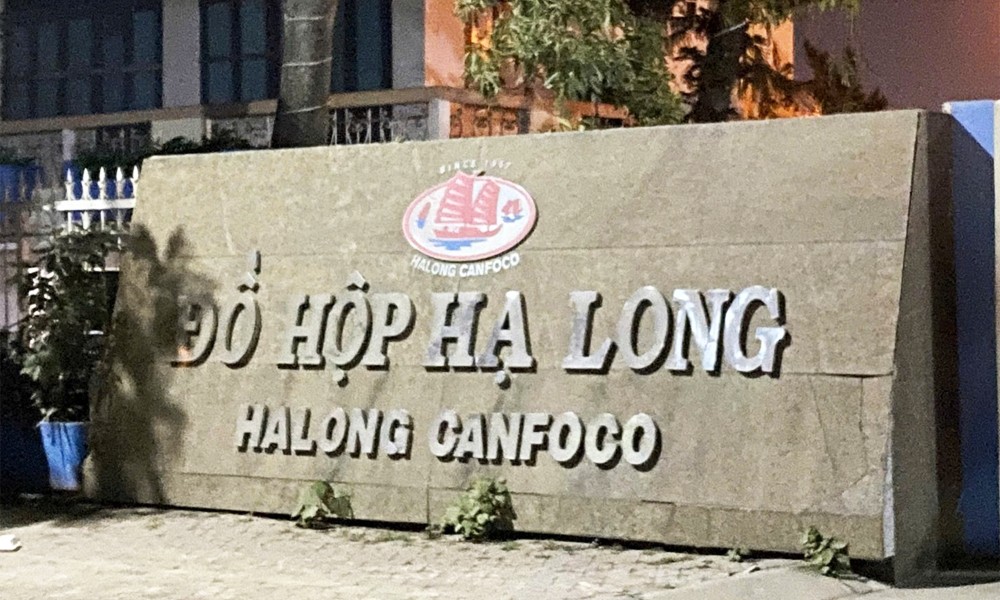 SINCE 1957
HALONG CANFOCO
ĐỒ HỘP HẠ LONG
HALONG CANFOCO